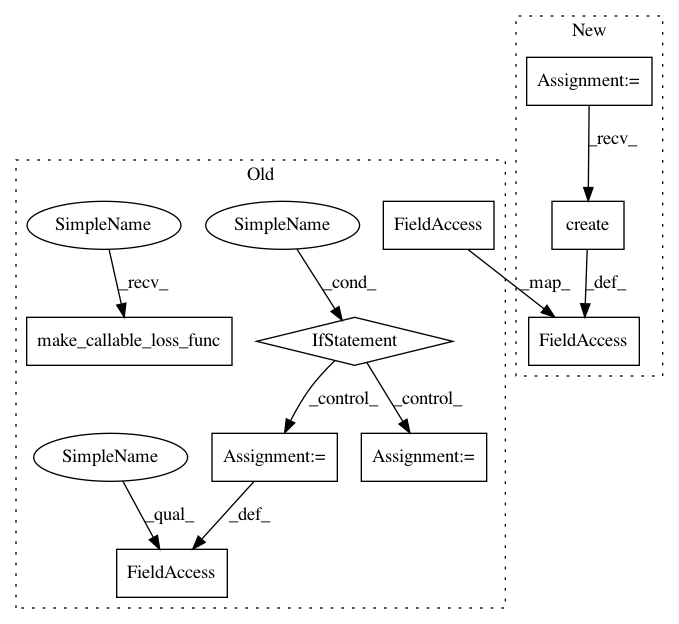 New
Assignment:=
_recv_
Old
SimpleName
SimpleName
FieldAccess
create
_recv_
_cond_
_map_
_def_
make_callable_loss_func
IfStatement
FieldAccess
_control_
_control_
SimpleName
Assignment:=
Assignment:=
_qual_
_def_
FieldAccess